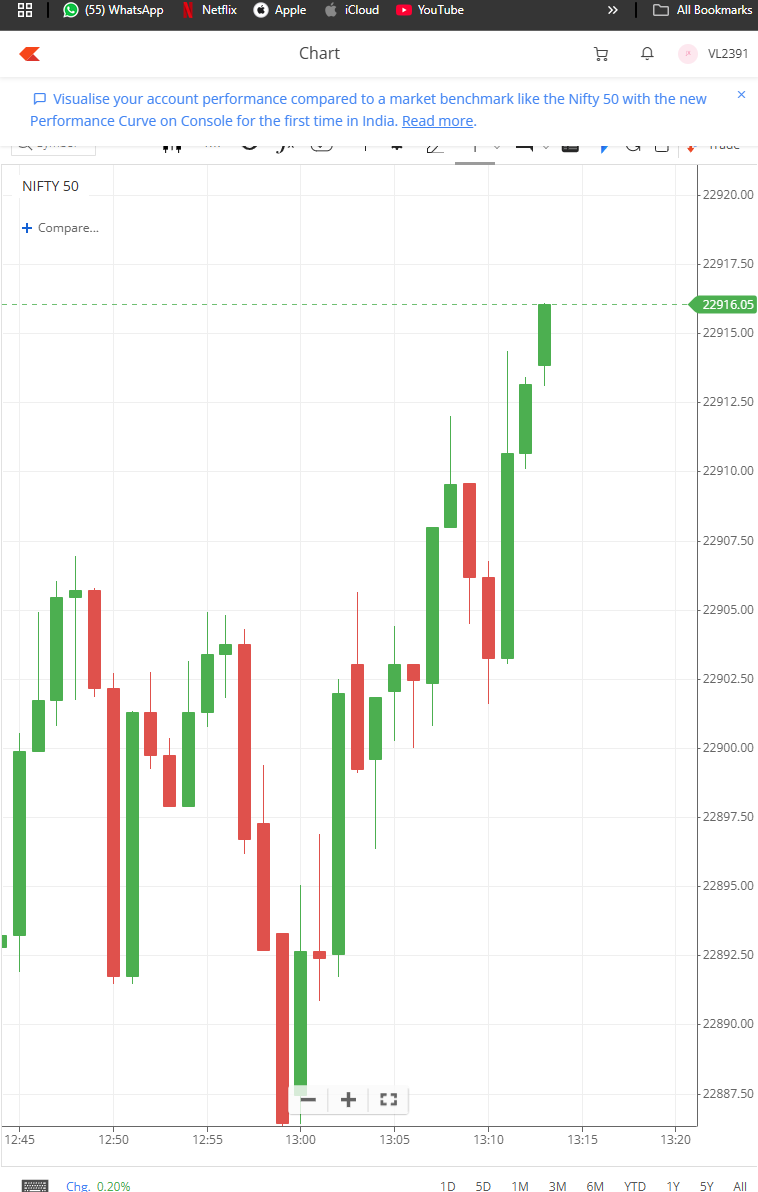 (55) WhatsApp Netflix Apple iCloud YouTube » All Bookmarks
Chart VL2391
Visualise your account performance compared to a market benchmark like the Nifty 50 with the new
Performance Curve on Console for the first time in India. Read more.
NIFTY 50
+ Compare...
22920.00
22917.50
22916.05
22915.00
22912.50
22910.00
22907.50
22905.00
22902.50
22900.00
22897.50
22895.00
22892.50
22890.00
22887.50
12:45 12:50 12:55 13:00 13:05 13:10 13:15 13:20
Chg. 0.20% 1D 5D 1M 3M 6M YTD 1Y 5Y All